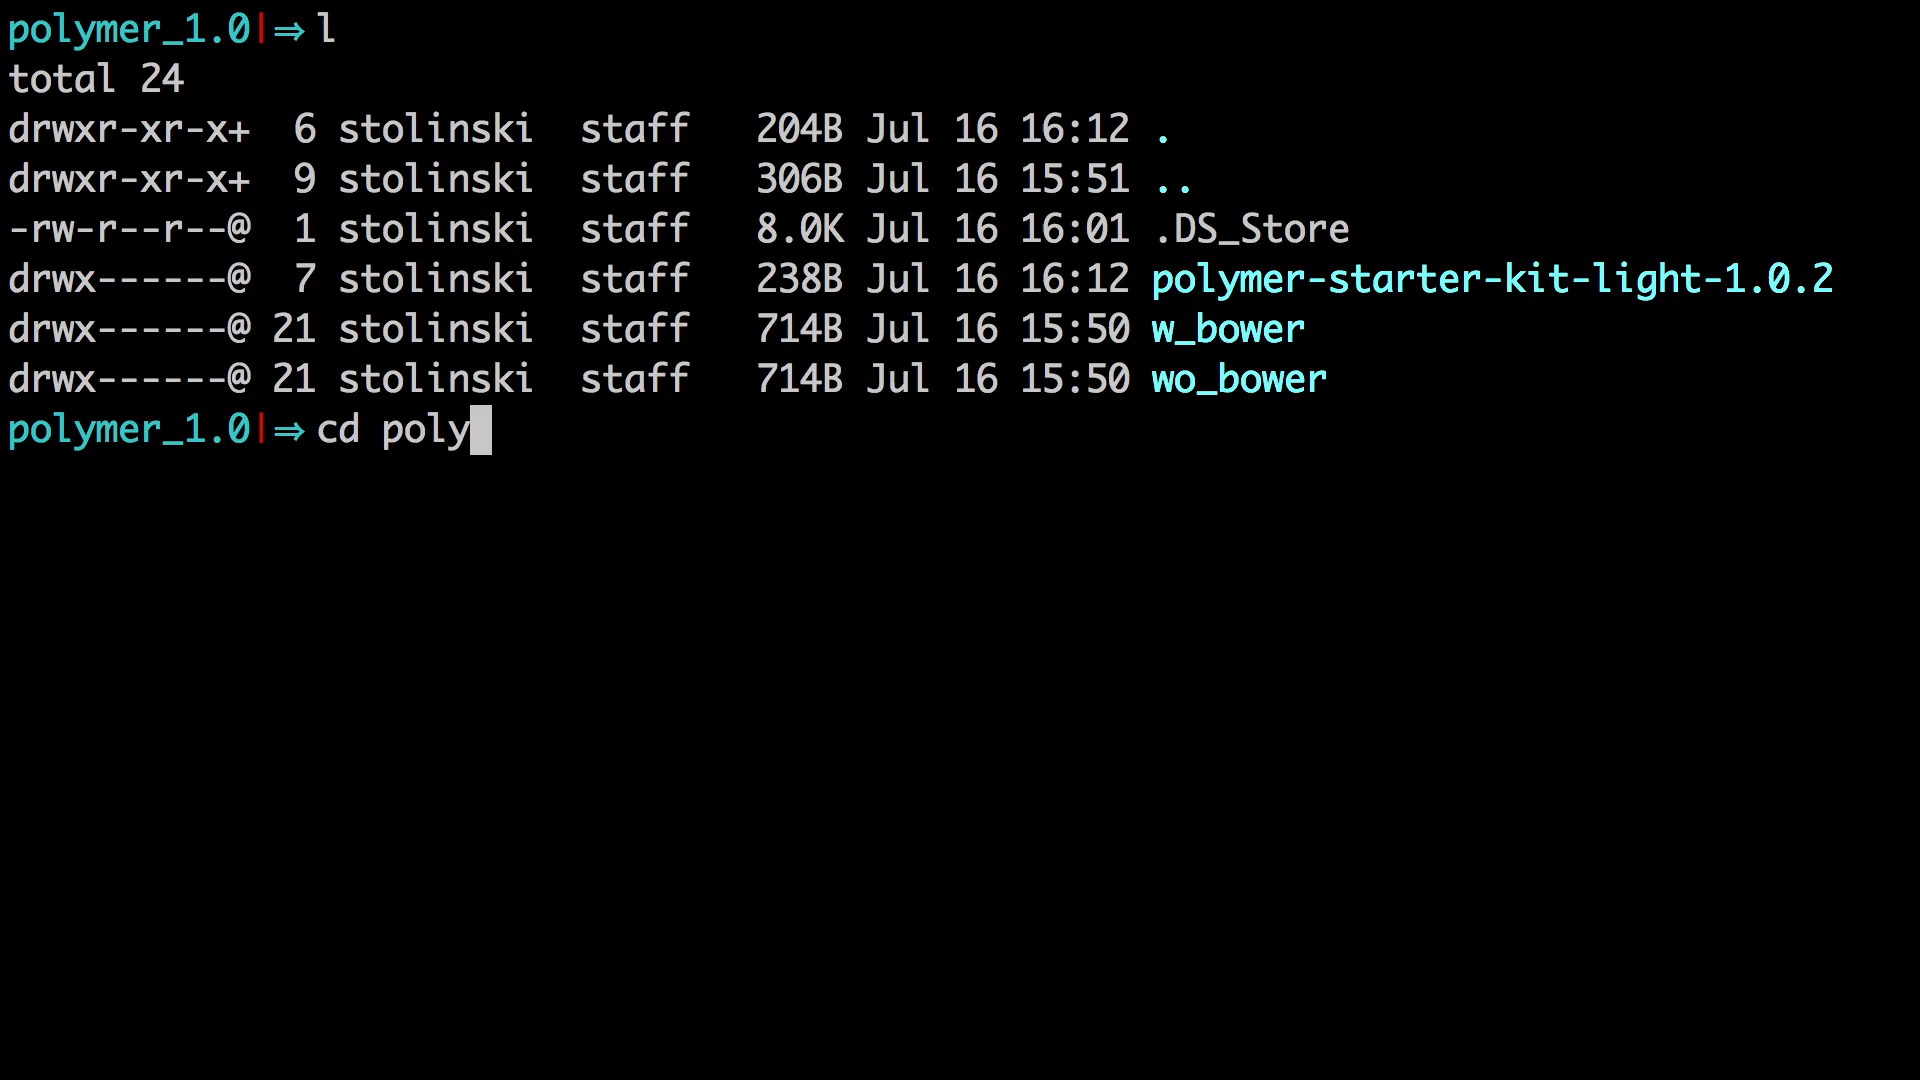 polymer_1.0|⇒ l
total 24
drwxr-xr-x+  6 stolinski  staff   204B Jul 16 16:12 .
drwxr-xr-x+  9 stolinski  staff   306B Jul 16 15:51 ..
-rw-r--r--@  1 stolinski  staff   8.0K Jul 16 16:01 .DS_Store
drwx------@  7 stolinski  staff   238B Jul 16 16:12 polymer-starter-kit-light-1.0.2
drwx------@ 21 stolinski  staff   714B Jul 16 15:50 w_bower
drwx------@ 21 stolinski  staff   714B Jul 16 15:50 wo_bower
polymer_1.0|⇒ cd poly